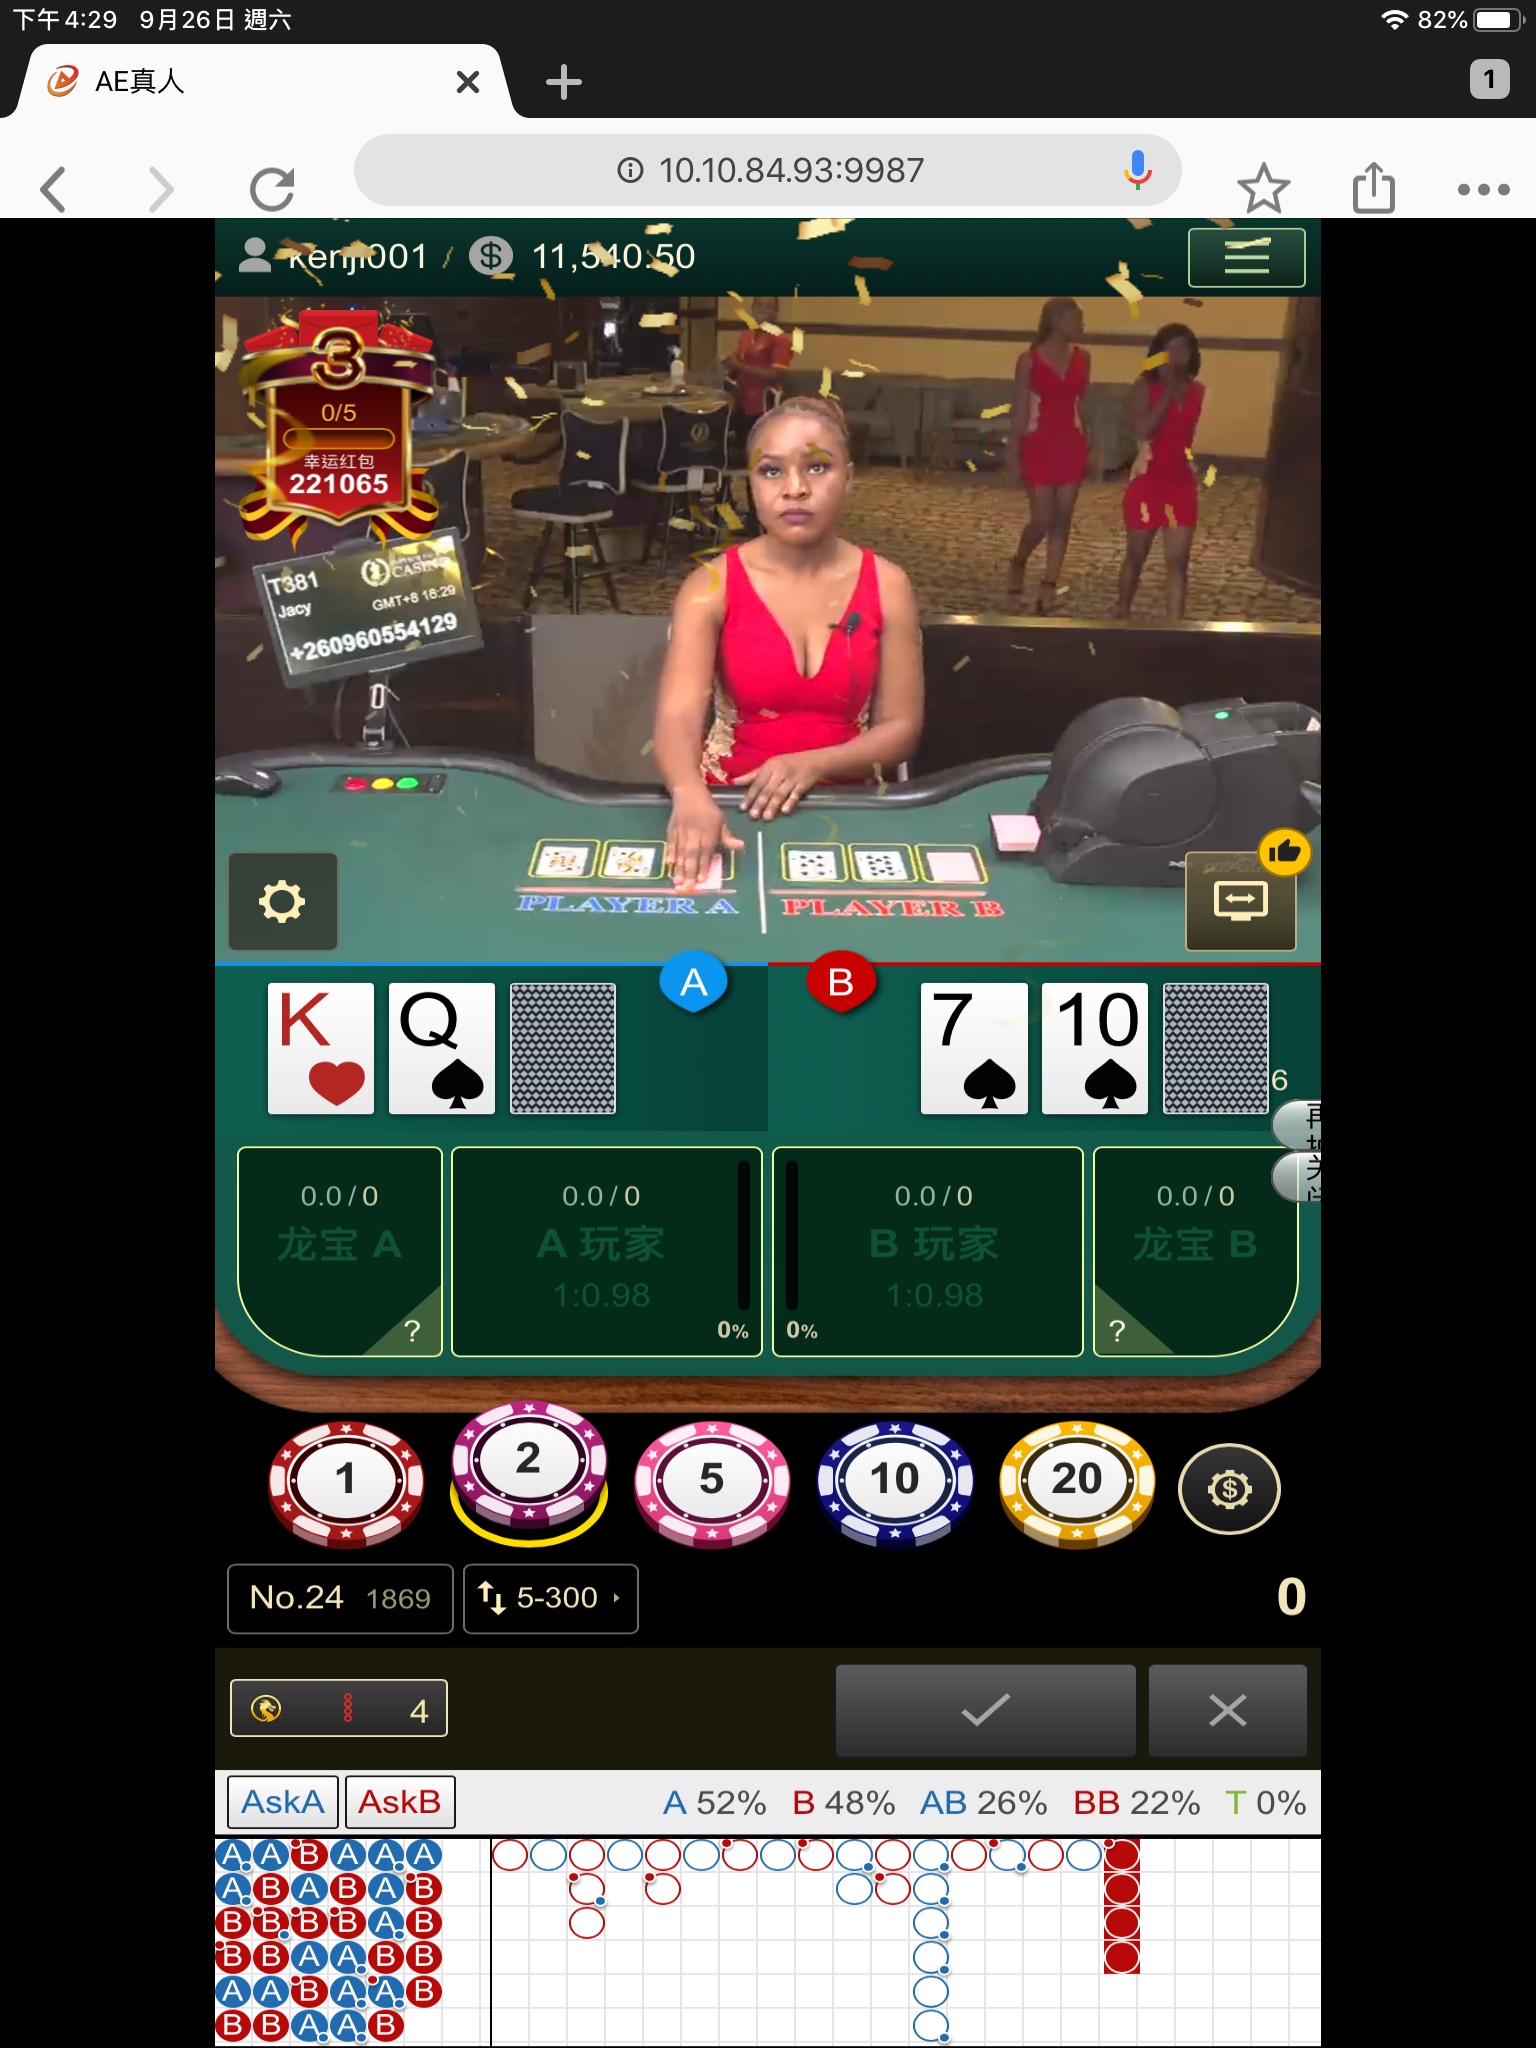 下午4:29 9月26日 週六
82%
AE真人
1
10.10.84.93:9987
kenji001 / $ 11,540.50
3
0/5
幸运红包
221065
T381
CASINO
Jacy
GMT+8 16:29
+260960554129
PLAYER A
PLAYER B
A
B
K
Q
7
10
6
再
关
0.0/0
龙宝 A
?
0.0/0
A 玩家
1:0.98
0%
0.0/0
B 玩家
1:0.98
0%
0.0/0
龙宝 B
?
1
2
5
10
20
$
No.24 1869
5-300
0
4
AskA
AskB
A 52% B 48% AB 26% BB 22% T 0%
A A B A A A
A B A B A B
B B B B A B
B B A A B B
A A B A A B
B B A A B